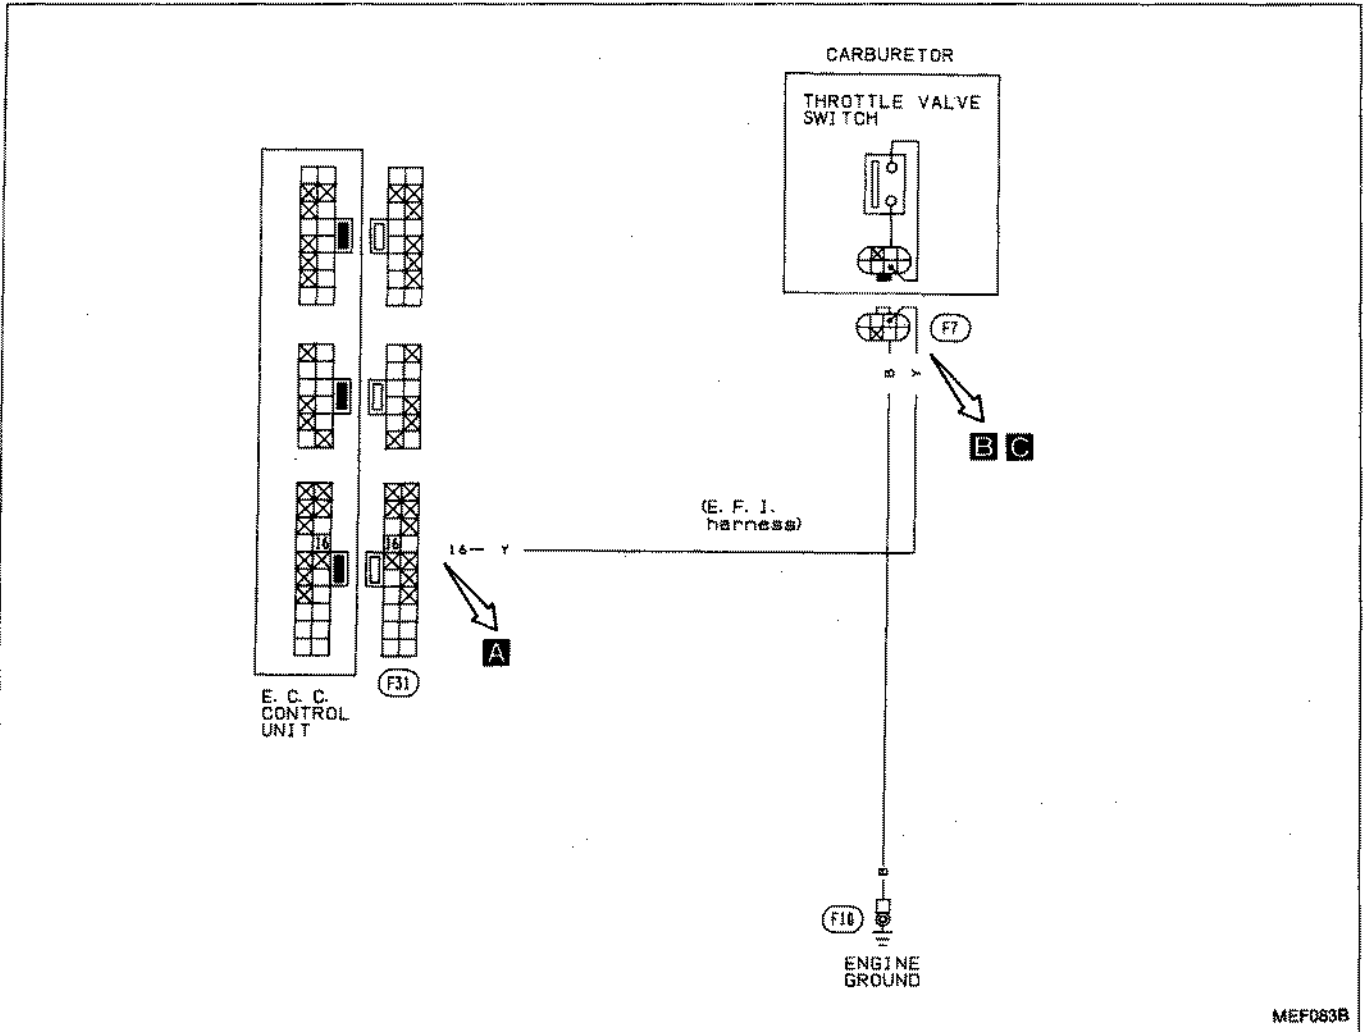 CARBURETOR
THROTTLE VALVE
SWITCH
F7
B Y
B C
(E. F. I.
harness)
16 16
16— Y
A
F31
E. C. C.
CONTROL
UNIT
B
F10
ENGINE
GROUND
MEF083B